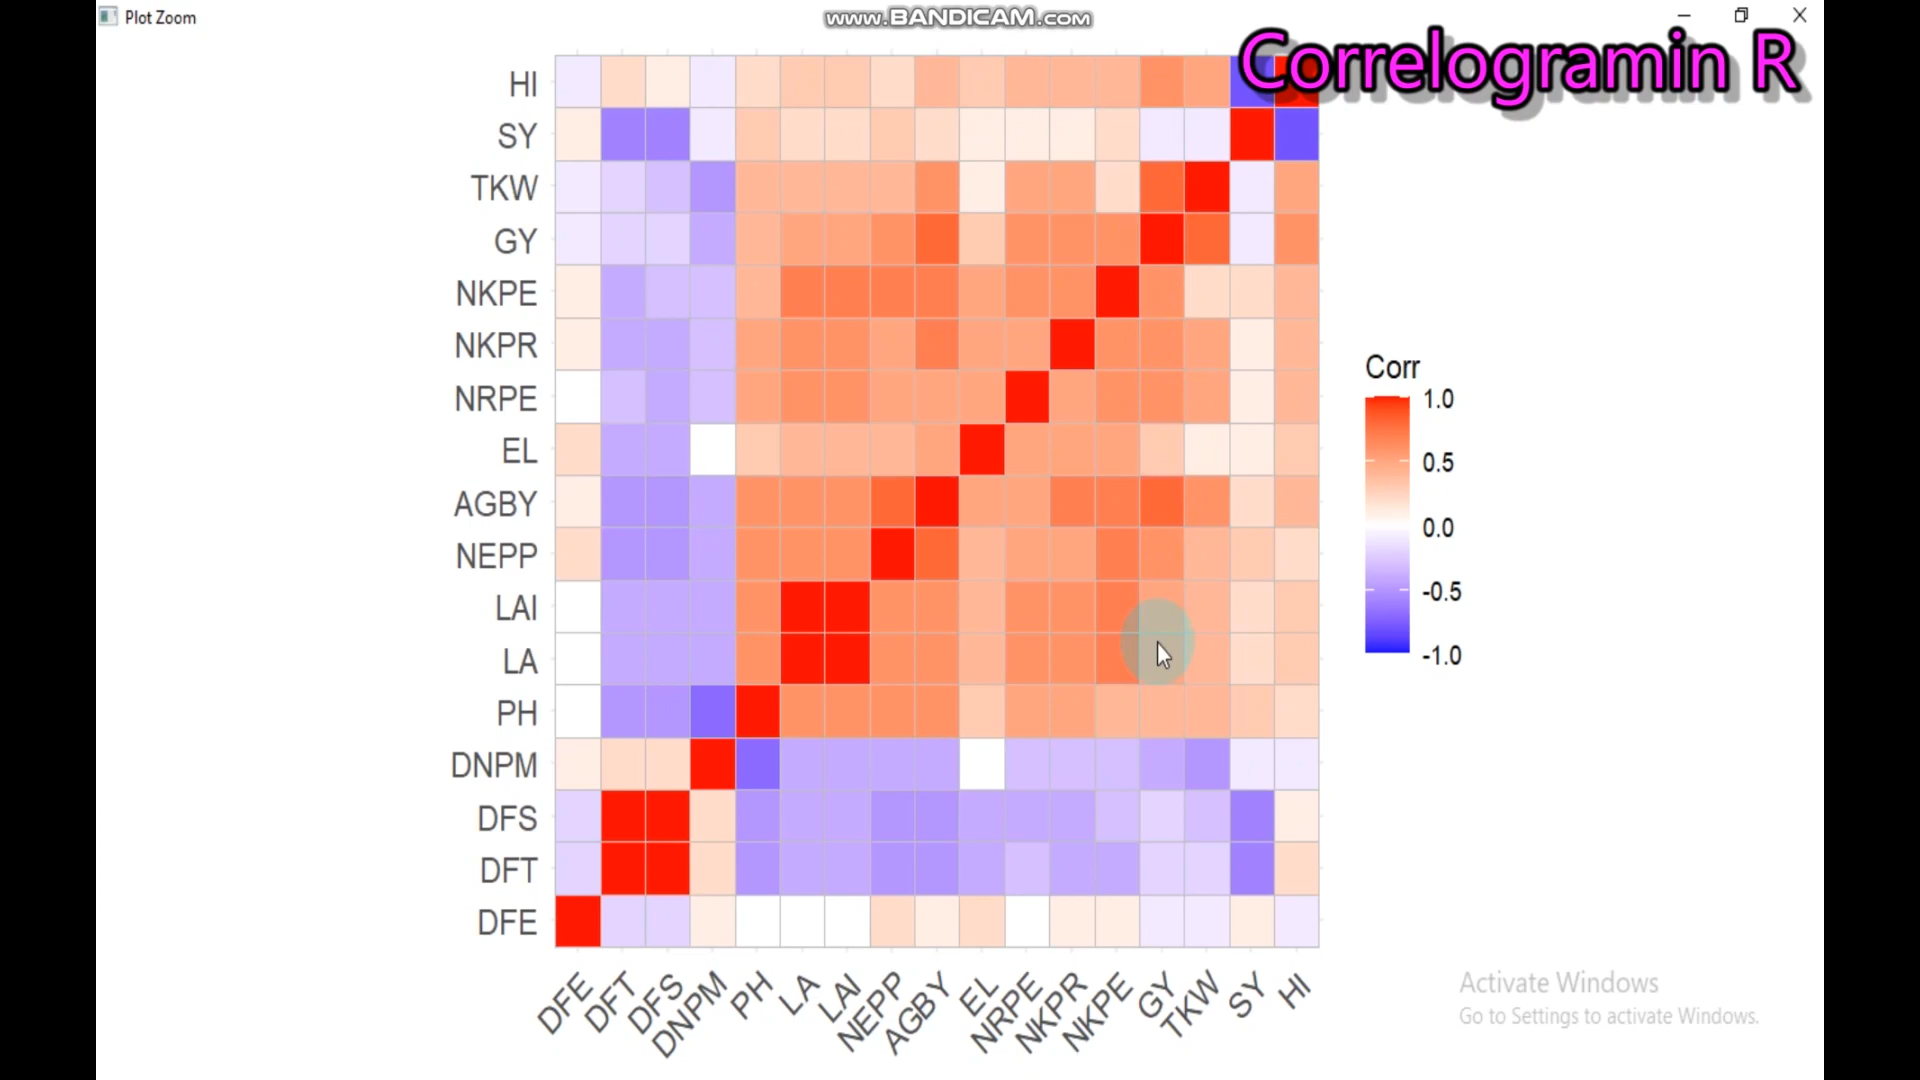 Plot Zoom
www.BANDICAM.com
Correlogramin R
HI
SY
TKW
GY
NKPE
NKPR
NRPE
EL
AGBY
NEPP
LAI
LA
PH
DNPM
DFS
DFT
DFE
Corr
1.0
0.5
0.0
-0.5
-1.0
DFE
DFT
DFS
DNPM
PH
LA
LAI
NEPP
AGBY
EL
NRPE
NKPR
NKPE
GY
TKW
SY
HI
Activate Windows
Go to Settings to activate Windows.